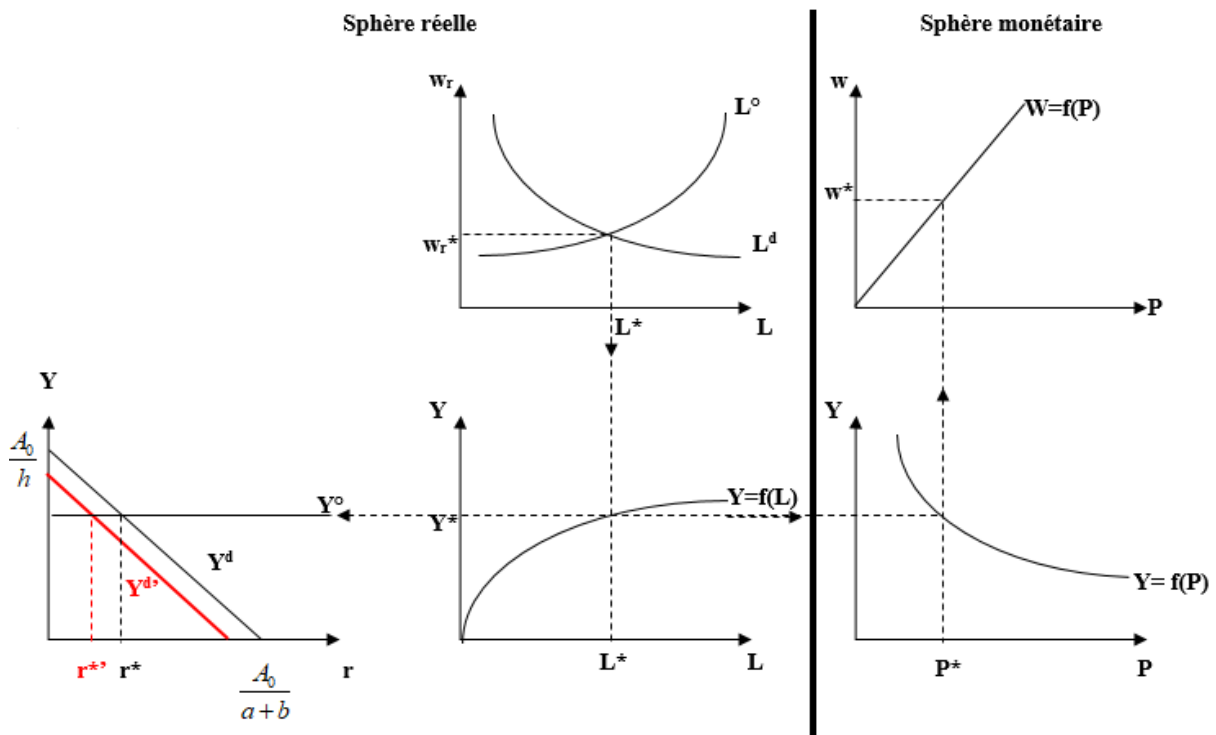 Sphère réelle
Sphère monétaire
wᵣ
L°
wᵣ*
Lᵈ
L*
L
w
W=f(P)
w*
P
Y
A₀
h
Y°
Yᵈ
Yᵈ’
r*’
r*
r
A₀
a + b
Y
Y=f(L)
Y*
L*
L
Y
Y= f(P)
P*
P